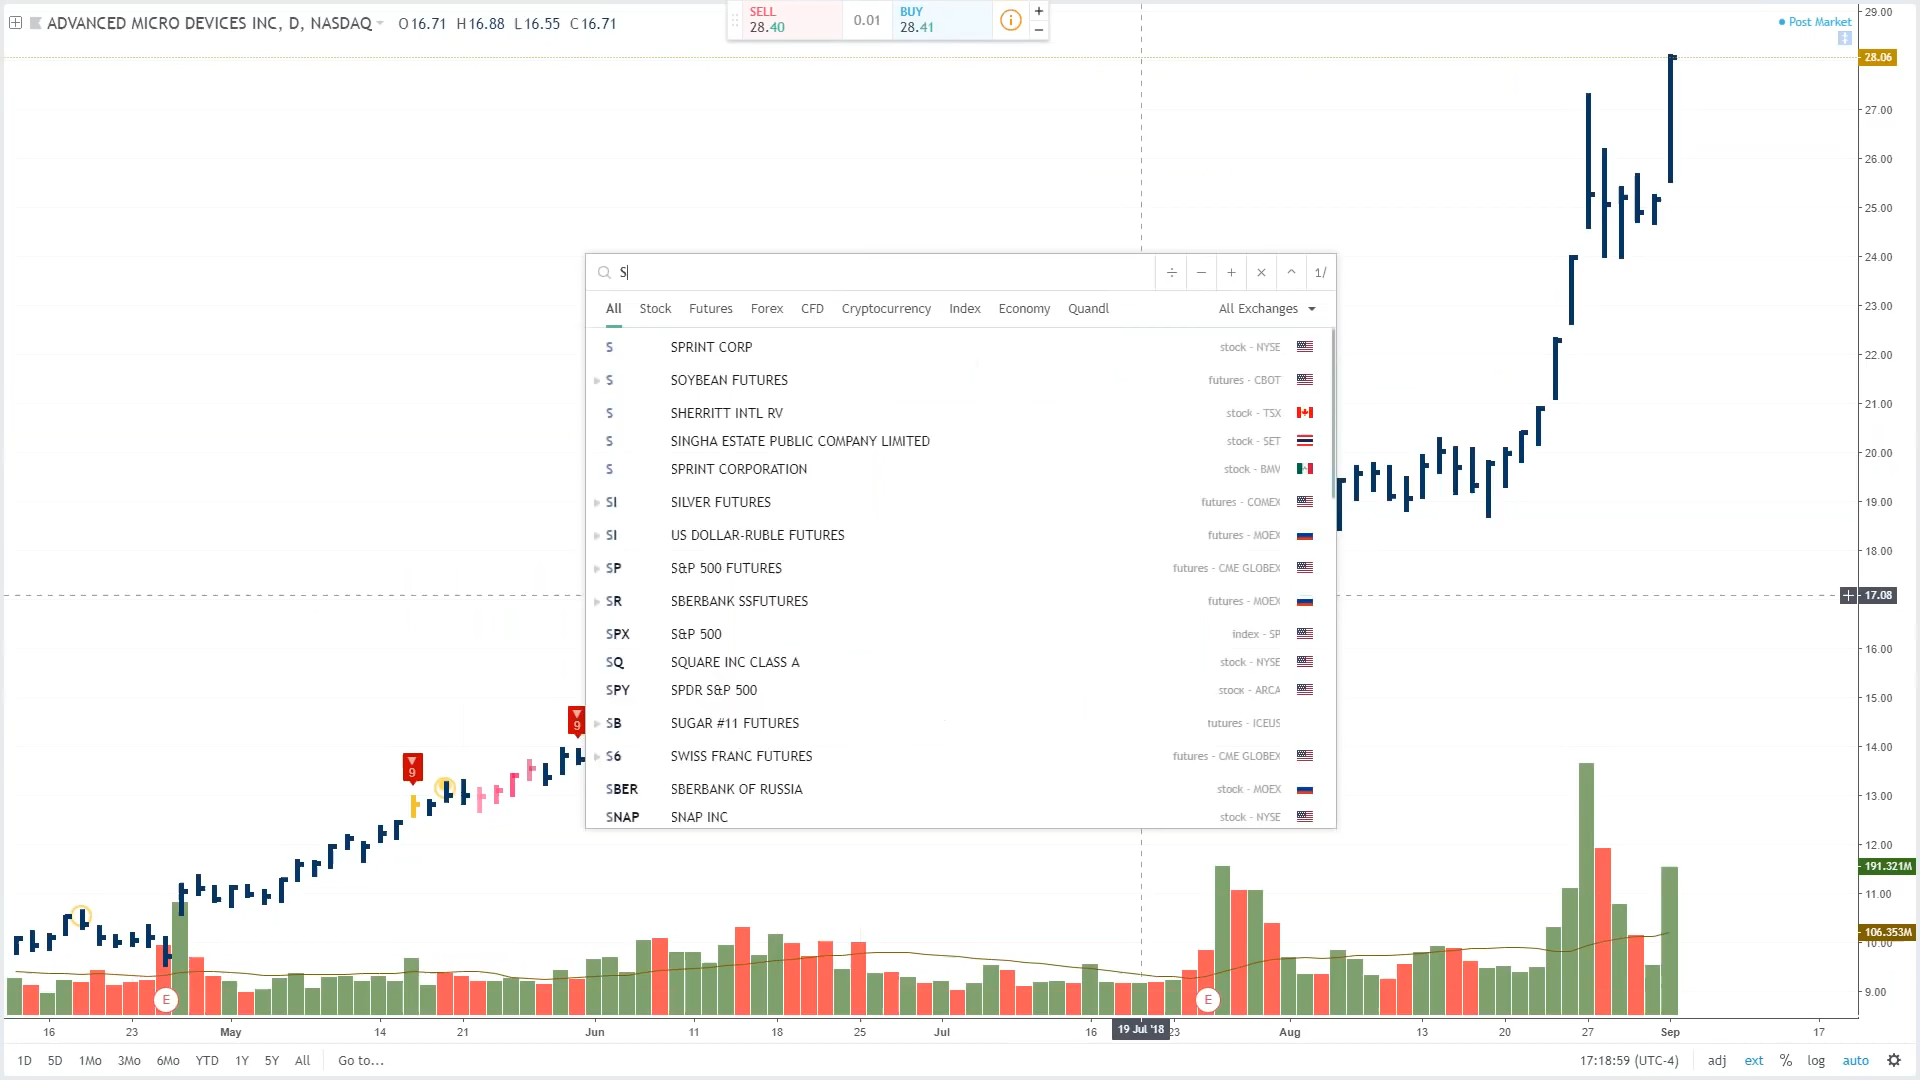 ADVANCED MICRO DEVICES INC, D, NASDAQ O16.71 H16.88 L16.55 C16.71
SELL
28.40
0.01
BUY
28.41
+
−
Post Market
29.00
28.06
27.00
26.00
25.00
24.00
23.00
22.00
21.00
20.00
19.00
18.00
17.08
16.00
15.00
14.00
13.00
12.00
191.321M
11.00
106.353M
10.00
9.00
S
÷ − + × ^ 1/
All Stock Futures Forex CFD Cryptocurrency Index Economy Quandl All Exchanges
S SPRINT CORP stock - NYSE
S SOYBEAN FUTURES futures - CBOT
S SHERRITT INTL RV stock - TSX
S SINGHA ESTATE PUBLIC COMPANY LIMITED stock - SET
S SPRINT CORPORATION stock - BMV
SI SILVER FUTURES futures - COMEX
SI US DOLLAR-RUBLE FUTURES futures - MOEX
SP S&P 500 FUTURES futures - CME GLOBEX
SR SBERBANK SSFUTURES futures - MOEX
SPX S&P 500 index - SP
SQ SQUARE INC CLASS A stock - NYSE
SPY SPDR S&P 500 stock - ARCA
SB SUGAR #11 FUTURES futures - ICEUS
S6 SWISS FRANC FUTURES futures - CME GLOBEX
SBER SBERBANK OF RUSSIA stock - MOEX
SNAP SNAP INC stock - NYSE
9
9
E
E
16 23 May 14 21 Jun 11 18 25 Jul 16 19 Jul '18 23 Aug 13 20 27 Sep 17
1D 5D 1Mo 3Mo 6Mo YTD 1Y 5Y All Go to... 17:18:59 (UTC-4) adj ext % log auto